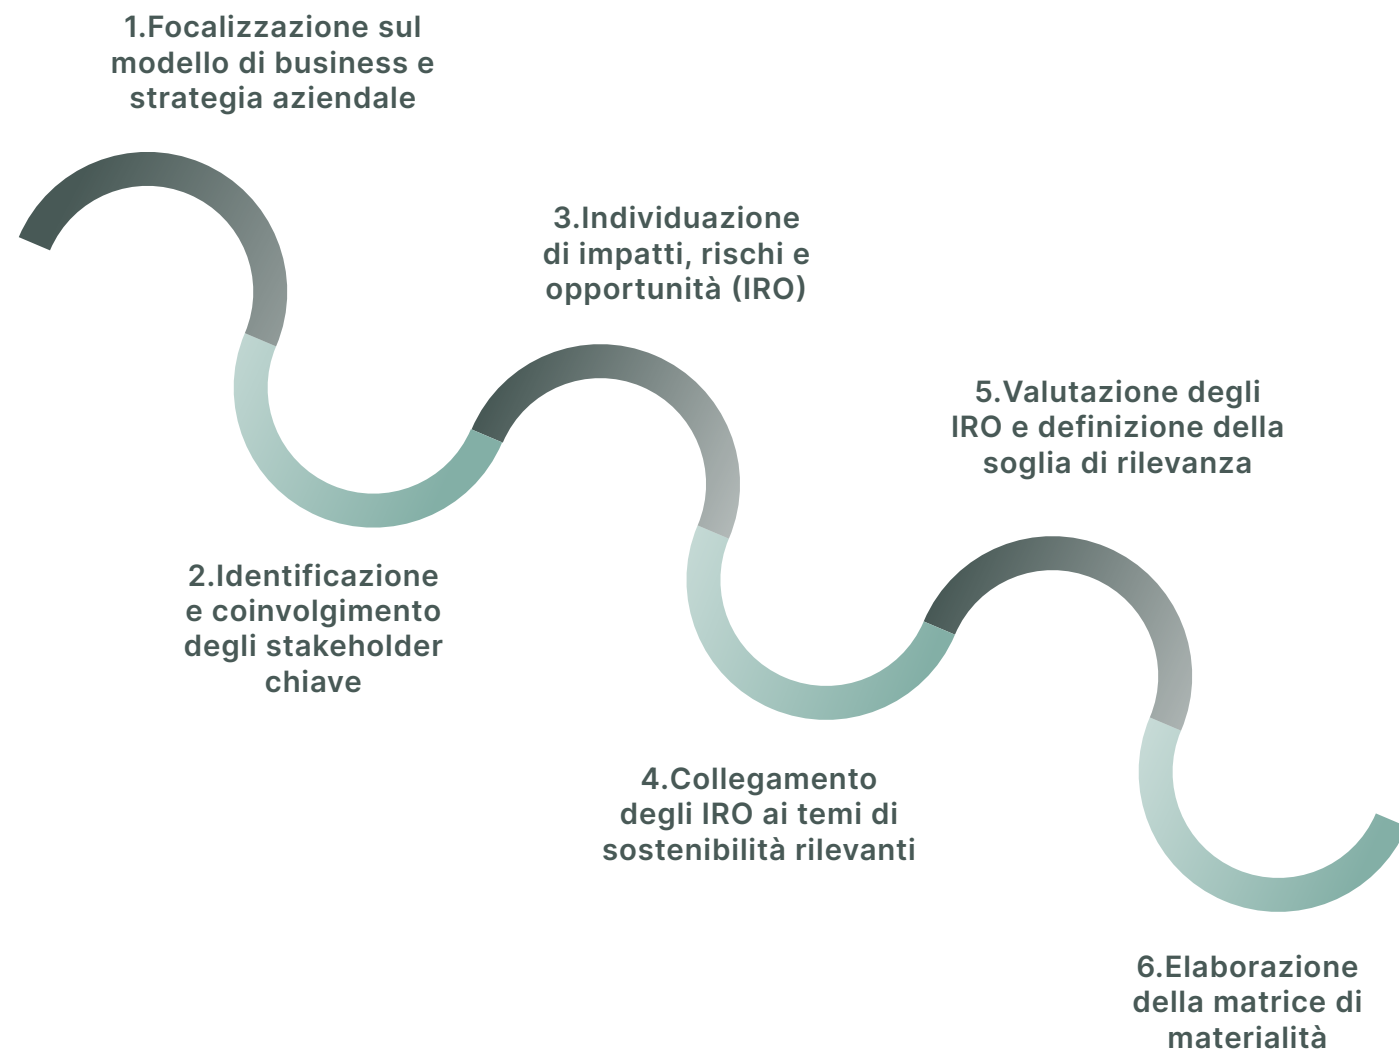 1.Focalizzazione sul
modello di business e
strategia aziendale
2.Identificazione
e coinvolgimento
degli stakeholder
chiave
3.Individuazione
di impatti, rischi e
opportunità (IRO)
4.Collegamento
degli IRO ai temi di
sostenibilità rilevanti
5.Valutazione degli
IRO e definizione della
soglia di rilevanza
6.Elaborazione
della matrice di
materialità